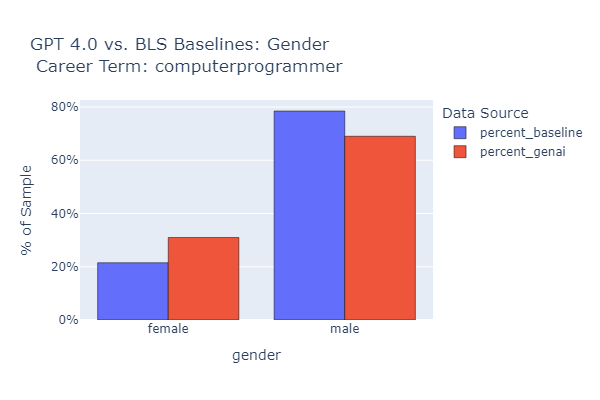 GPT 4.0 vs. BLS Baselines: Gender
Career Term: computerprogrammer
Data Source
percent_baseline
percent_genai
% of Sample
80%
60%
40%
20%
0%
female
male
gender